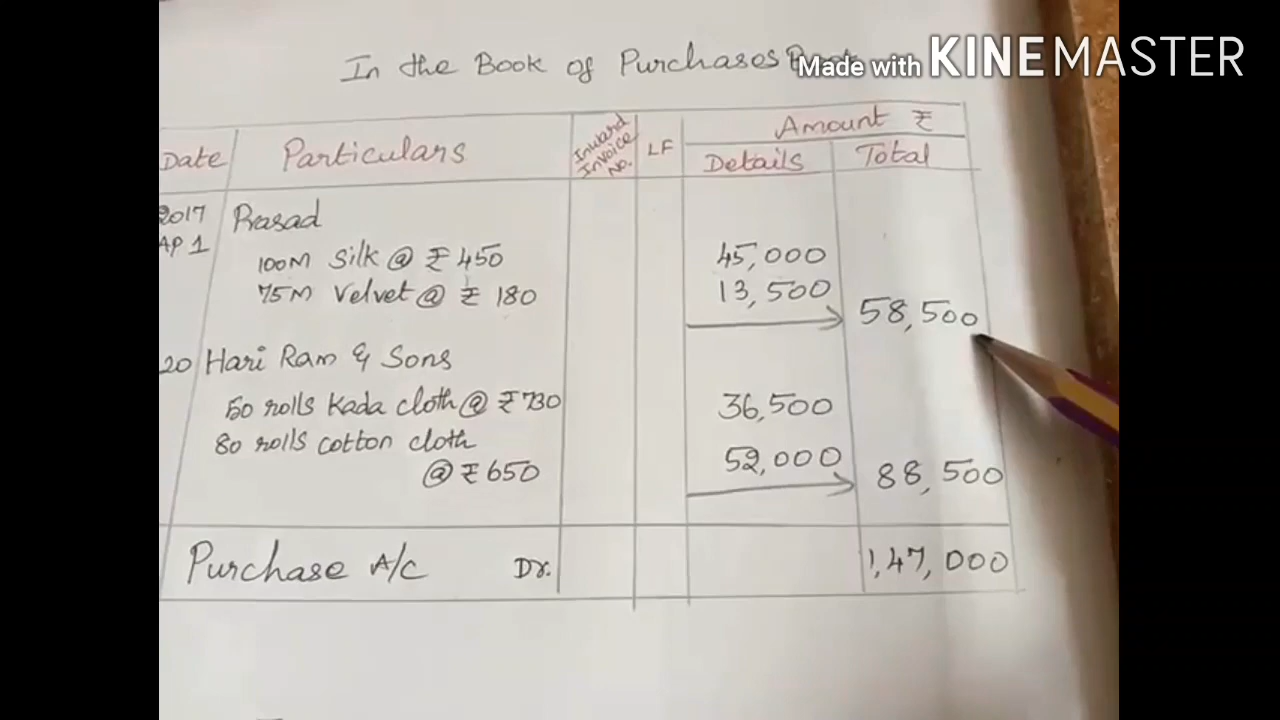 In the Book of Purchases
Made with KINEMASTER
Date Particulars Inward Invoice No. LF Amount ₹
Details Total
2017 Prasad
AP 1
100M Silk @ ₹ 450 45,000
75M Velvet @ ₹ 180 13,500
58,500
20 Hari Ram & Sons
50 rolls Kada cloth @ ₹ 730 36,500
80 rolls cotton cloth
@ ₹ 650 52,000
88,500
Purchase A/c Dr. 1,47,000